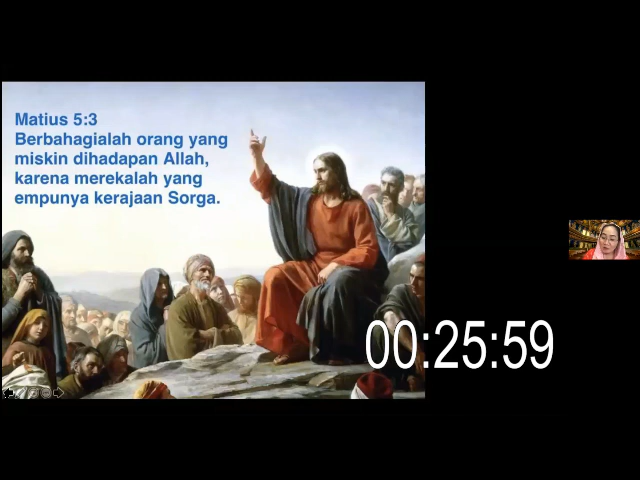 Matius 5:3
Berbahagialah orang yang
miskin dihadapan Allah,
karena merekalah yang
empunya kerajaan Sorga.
00:25:59